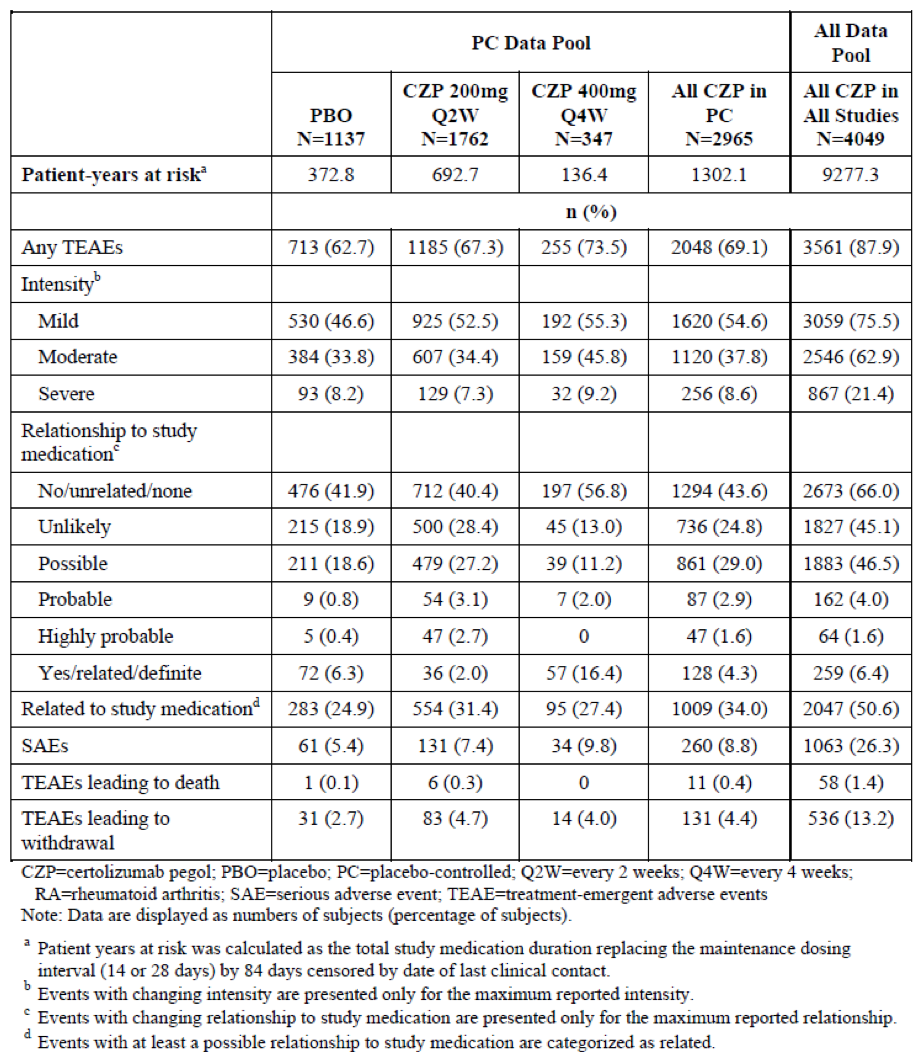 PC Data Pool All Data Pool
PBO N=1137 CZP 200mg Q2W N=1762 CZP 400mg Q4W N=347 All CZP in PC N=2965 All CZP in All Studies N=4049
Patient-years at risk^a 372.8 692.7 136.4 1302.1 9277.3
n (%)
Any TEAEs 713 (62.7) 1185 (67.3) 255 (73.5) 2048 (69.1) 3561 (87.9)
Intensity^b
Mild 530 (46.6) 925 (52.5) 192 (55.3) 1620 (54.6) 3059 (75.5)
Moderate 384 (33.8) 607 (34.4) 159 (45.8) 1120 (37.8) 2546 (62.9)
Severe 93 (8.2) 129 (7.3) 32 (9.2) 256 (8.6) 867 (21.4)
Relationship to study medication^c
No/unrelated/none 476 (41.9) 712 (40.4) 197 (56.8) 1294 (43.6) 2673 (66.0)
Unlikely 215 (18.9) 500 (28.4) 45 (13.0) 736 (24.8) 1827 (45.1)
Possible 211 (18.6) 479 (27.2) 39 (11.2) 861 (29.0) 1883 (46.5)
Probable 9 (0.8) 54 (3.1) 7 (2.0) 87 (2.9) 162 (4.0)
Highly probable 5 (0.4) 47 (2.7) 0 47 (1.6) 64 (1.6)
Yes/related/definite 72 (6.3) 36 (2.0) 57 (16.4) 128 (4.3) 259 (6.4)
Related to study medication^d 283 (24.9) 554 (31.4) 95 (27.4) 1009 (34.0) 2047 (50.6)
SAEs 61 (5.4) 131 (7.4) 34 (9.8) 260 (8.8) 1063 (26.3)
TEAEs leading to death 1 (0.1) 6 (0.3) 0 11 (0.4) 58 (1.4)
TEAEs leading to withdrawal 31 (2.7) 83 (4.7) 14 (4.0) 131 (4.4) 536 (13.2)
CZP=certolizumab pegol; PBO=placebo; PC=placebo-controlled; Q2W=every 2 weeks; Q4W=every 4 weeks;
RA=rheumatoid arthritis; SAE=serious adverse event; TEAE=treatment-emergent adverse events
Note: Data are displayed as numbers of subjects (percentage of subjects).
a Patient years at risk was calculated as the total study medication duration replacing the maintenance dosing
interval (14 or 28 days) by 84 days censored by date of last clinical contact.
b Events with changing intensity are presented only for the maximum reported intensity.
c Events with changing relationship to study medication are presented only for the maximum reported relationship.
d Events with at least a possible relationship to study medication are categorized as related.